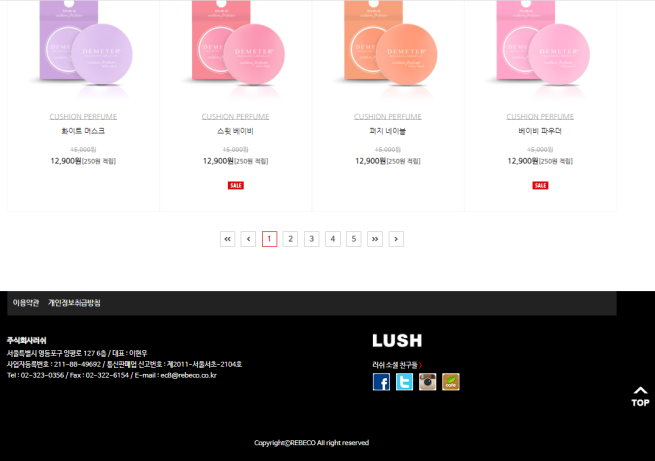 DEMETER
DEMETER
DEMETER
DEMETER
CUSHION PERFUME
CUSHION PERFUME
CUSHION PERFUME
CUSHION PERFUME
화이트 머스크
스윗 베이비
퍼지 네이블
베이비 파우더
15,000원
15,000원
15,000원
15,000원
12,900원[250원 적립]
12,900원[250원 적립]
12,900원[250원 적립]
12,900원[250원 적립]
SALE
SALE
1 2 3 4 5
이용약관 개인정보취급방침
주식회사러쉬
서울특별시 영등포구 양평로 127 6층 / 대표 : 이현우
사업자등록번호 : 211-88-49692 / 통신판매업 신고번호 : 제2011-서울서초-2104호
Tel : 02-323-0356 / Fax : 02-322-6154 / E-mail : ec8@rebeco.co.kr
LUSH
러쉬 소셜 친구들
TOP
CopyrightⓒREBECO All right reserved